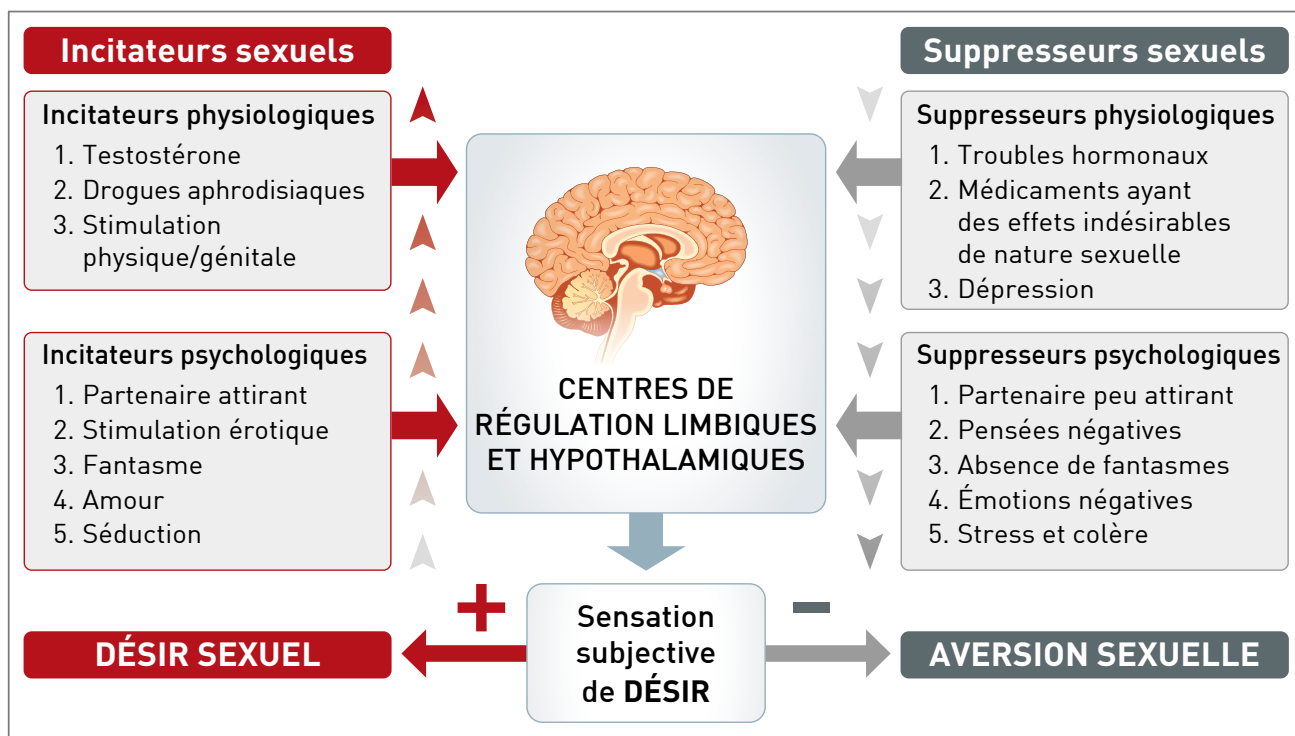 Incitateurs sexuels
Incitateurs physiologiques
1. Testostérone
2. Drogues aphrodisiaques
3. Stimulation
physique/génitale
Incitateurs psychologiques
1. Partenaire attirant
2. Stimulation érotique
3. Fantasme
4. Amour
5. Séduction
CENTRES DE
RÉGULATION LIMBIQUES
ET HYPOTHALAMIQUES
Suppresseurs sexuels
Suppresseurs physiologiques
1. Troubles hormonaux
2. Médicaments ayant
des effets indésirables
de nature sexuelle
3. Dépression
Suppresseurs psychologiques
1. Partenaire peu attirant
2. Pensées négatives
3. Absence de fantasmes
4. Émotions négatives
5. Stress et colère
DÉSIR SEXUEL
+
Sensation
subjective
de DÉSIR
–
AVERSION SEXUELLE